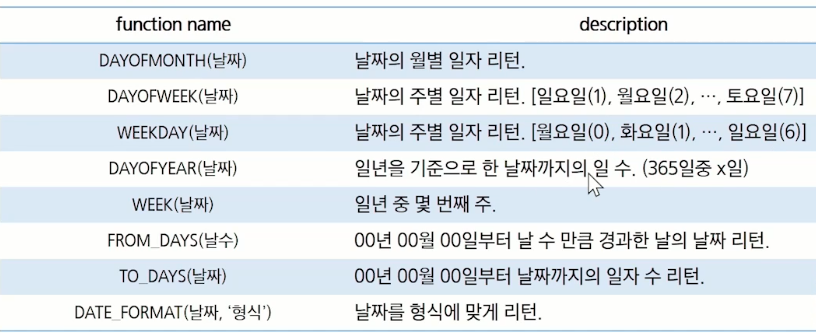 function name description
DAYOFMONTH(날짜) 날짜의 월별 일자 리턴.
DAYOFWEEK(날짜) 날짜의 주별 일자 리턴. [일요일(1), 월요일(2), …, 토요일(7)]
WEEKDAY(날짜) 날짜의 주별 일자 리턴. [월요일(0), 화요일(1), …, 일요일(6)]
DAYOFYEAR(날짜) 일년을 기준으로 한 날짜까지의 일 수. (365일중 x일)
WEEK(날짜) 일년 중 몇 번째 주.
FROM_DAYS(날수) 00년 00월 00일부터 날 수 만큼 경과한 날의 날짜 리턴.
TO_DAYS(날짜) 00년 00월 00일부터 날짜까지의 일자 수 리턴.
DATE_FORMAT(날짜, ‘형식’) 날짜를 형식에 맞게 리턴.